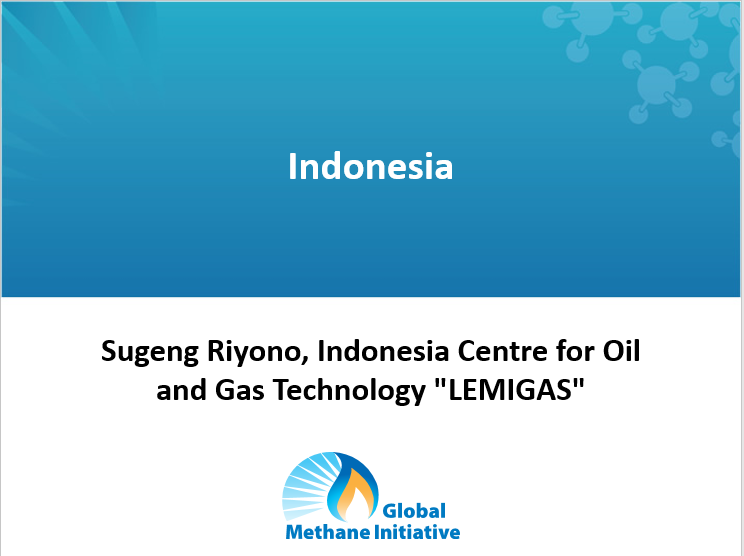 Indonesia
Sugeng Riyono, Indonesia Centre for Oil
and Gas Technology "LEMIGAS"
Global
Methane Initiative